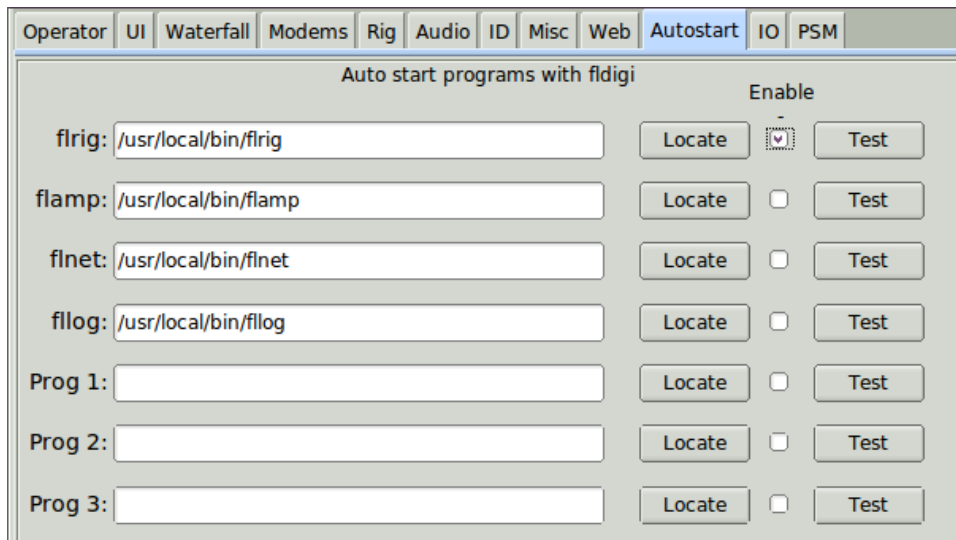 Operator UI Waterfall Modems Rig Audio ID Misc Web Autostart IO PSM
Auto start programs with fldigi
Enable
flrig: /usr/local/bin/flrig Locate Test
flamp: /usr/local/bin/flamp Locate Test
flnet: /usr/local/bin/flnet Locate Test
fllog: /usr/local/bin/fllog Locate Test
Prog 1: Locate Test
Prog 2: Locate Test
Prog 3: Locate Test